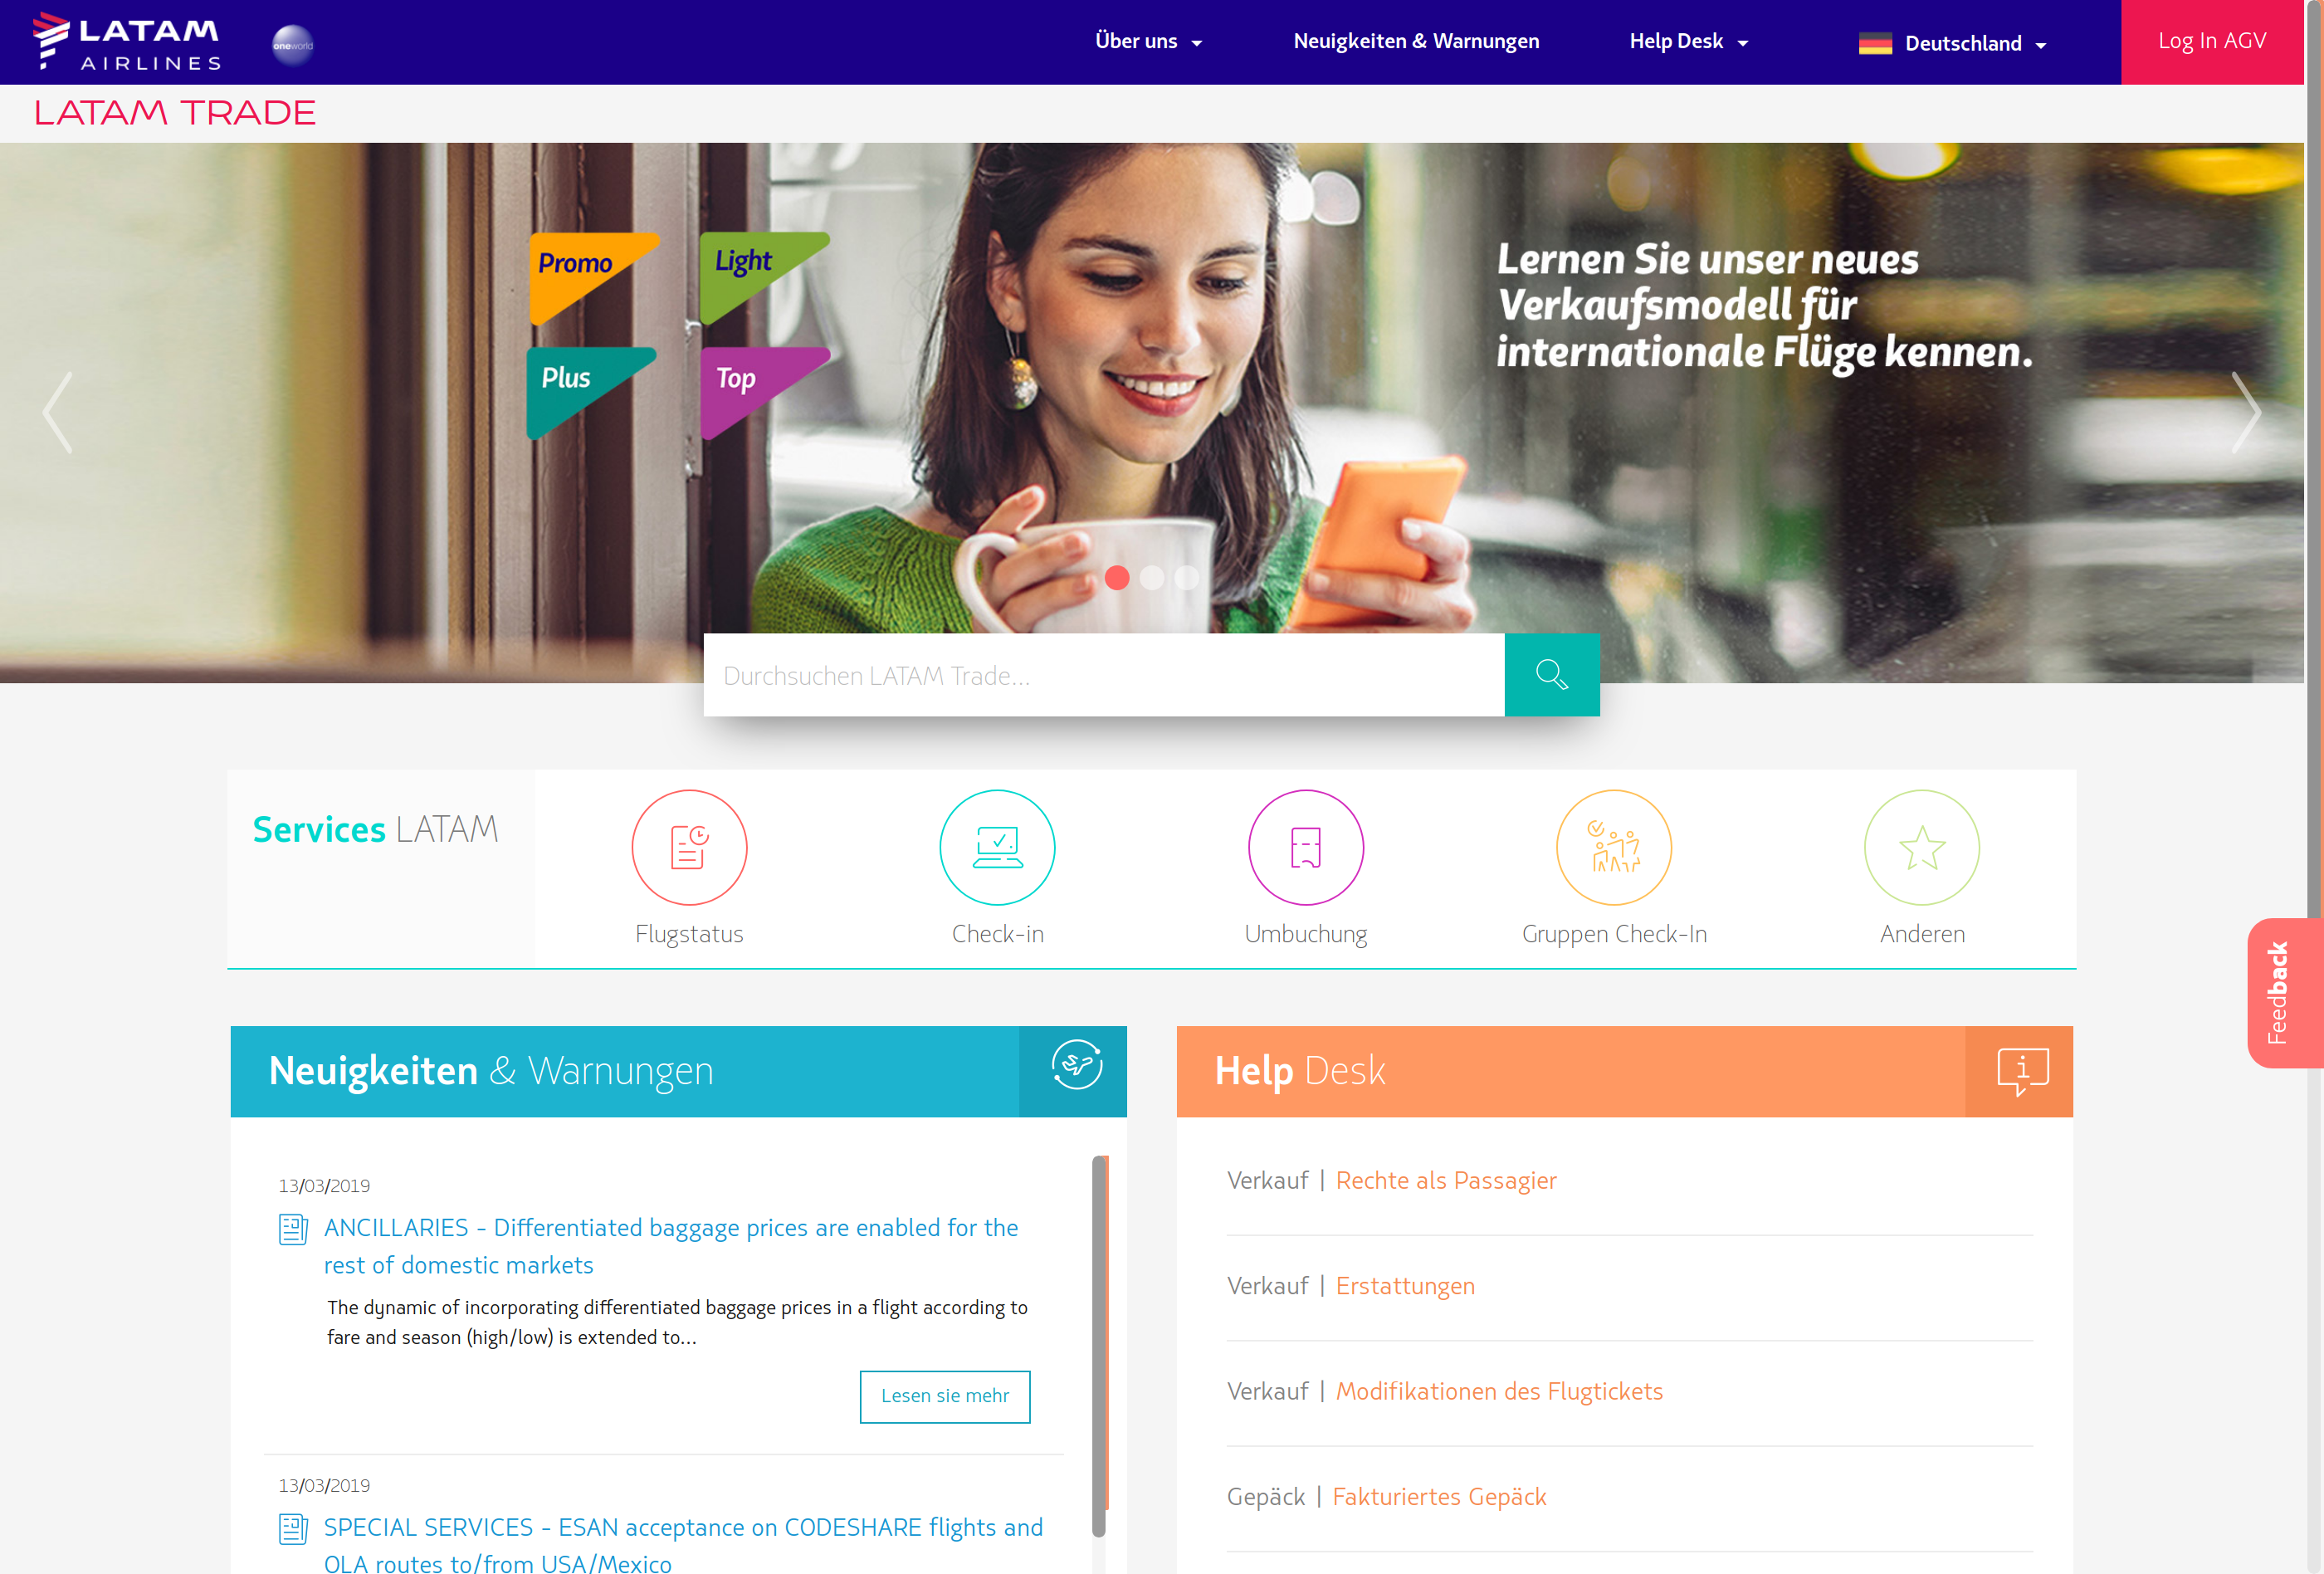 LATAM
AIRLINES
oneworld
Über uns
Neuigkeiten & Warnungen
Help Desk
Deutschland
Log In AGV
LATAM TRADE
Promo
Light
Plus
Top
Lernen Sie unser neues
Verkaufsmodell für
internationale Flüge kennen.
Durchsuchen LATAM Trade...
Services LATAM
Flugstatus
Check-in
Umbuchung
Gruppen Check-In
Anderen
Feedback
Neuigkeiten & Warnungen
13/03/2019
ANCILLARIES - Differentiated baggage prices are enabled for the
rest of domestic markets
The dynamic of incorporating differentiated baggage prices in a flight according to
fare and season (high/low) is extended to...
Lesen sie mehr
13/03/2019
SPECIAL SERVICES - ESAN acceptance on CODESHARE flights and
OLA routes to/from USA/Mexico
Help Desk
Verkauf | Rechte als Passagier
Verkauf | Erstattungen
Verkauf | Modifikationen des Flugtickets
Gepäck | Fakturiertes Gepäck